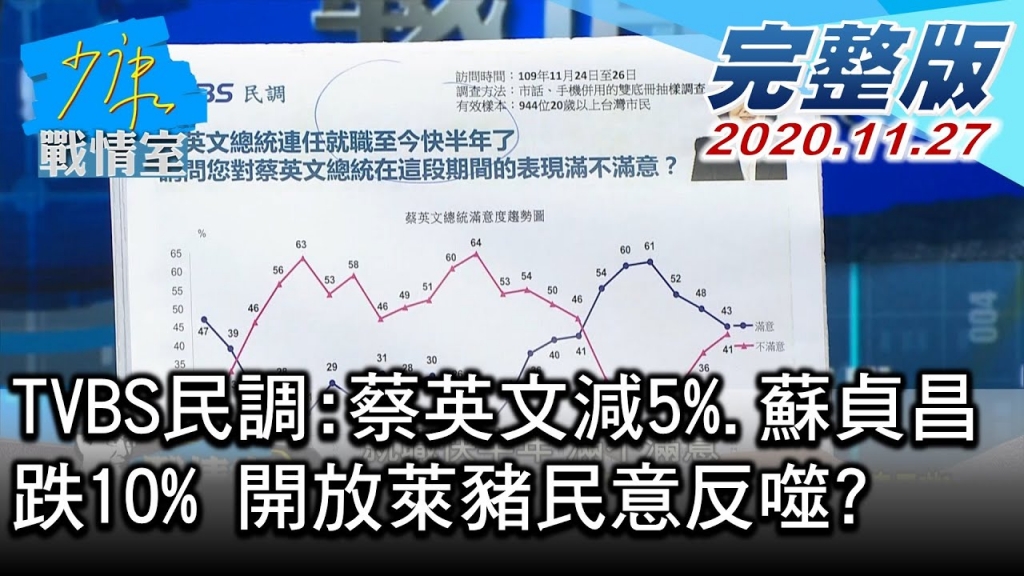 少康
戰情室
完整版
2020.11.27
BS 民調
訪問時間：109年11月24日至26日
調查方法：市話、手機併用的雙底冊抽樣調查
有效樣本：944位20歲以上台灣市民
英文總統連任就職至今快半年了
請問您對蔡英文總統在這段期間的表現滿不滿意？
蔡英文總統滿意度趨勢圖
%
65
60
55
50
45
40
35
47 39 46 56 63 53 58 46 49 51 60 64 53 54 50 46
29 31 28 30 36 40 41 54 60 61 52 48 43
36 41
滿意
不滿意
004
TVBS民調:蔡英文減5%.蘇貞昌
跌10% 開放萊豬民意反噬?